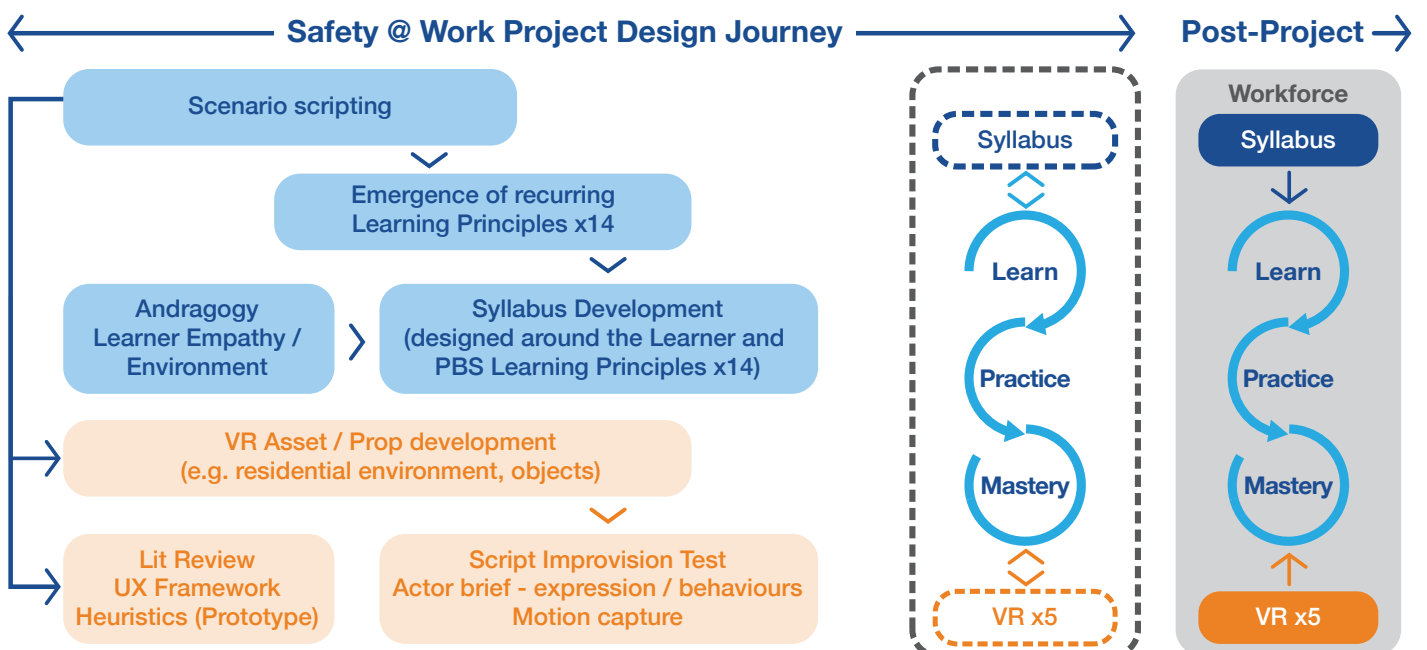 Safety @ Work Project Design Journey
Post-Project
Scenario scripting
Emergence of recurring
Learning Principles x14
Andragogy
Learner Empathy /
Environment
Syllabus Development
(designed around the Learner and
PBS Learning Principles x14)
VR Asset / Prop development
(e.g. residential environment, objects)
Lit Review
UX Framework
Heuristics (Prototype)
Script Improvision Test
Actor brief - expression / behaviours
Motion capture
Syllabus
Learn
Practice
Mastery
VR x5
Workforce
Syllabus
Learn
Practice
Mastery
VR x5